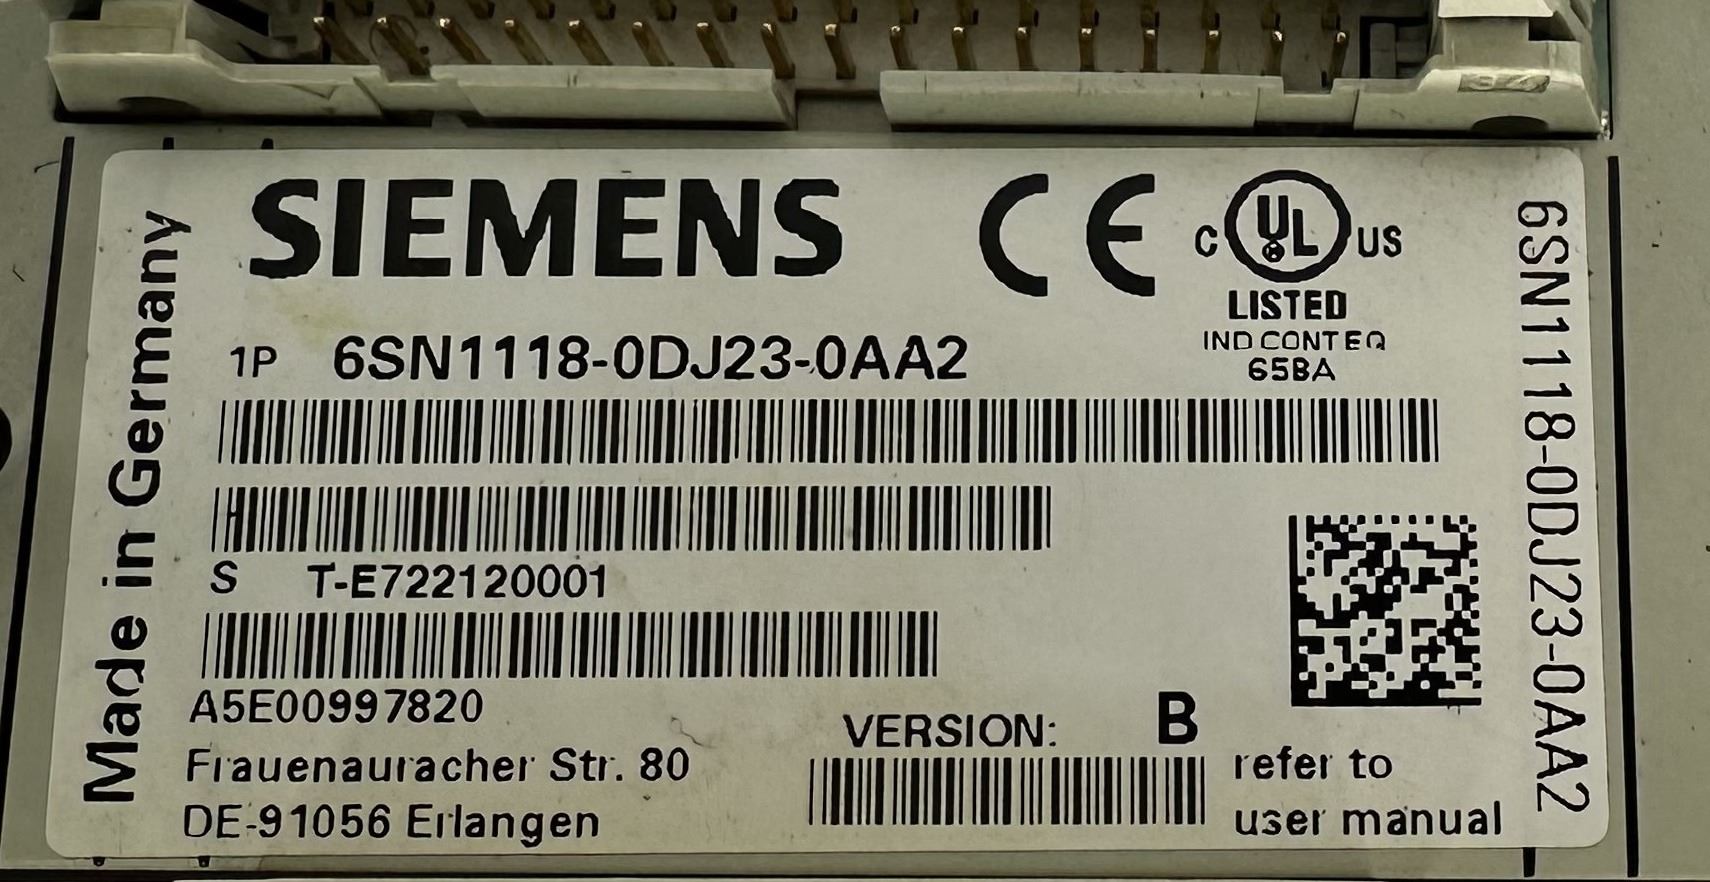 SIEMENS
CE
C UL US
LISTED
IND CONT EQ
65BA
1P 6SN1118-0DJ23-0AA2
S T-E722120001
A5E00997820
VERSION: B
Frauenauracher Str. 80
DE-91056 Erlangen
refer to
user manual
Made in Germany
6SN1118-0DJ23-0AA2